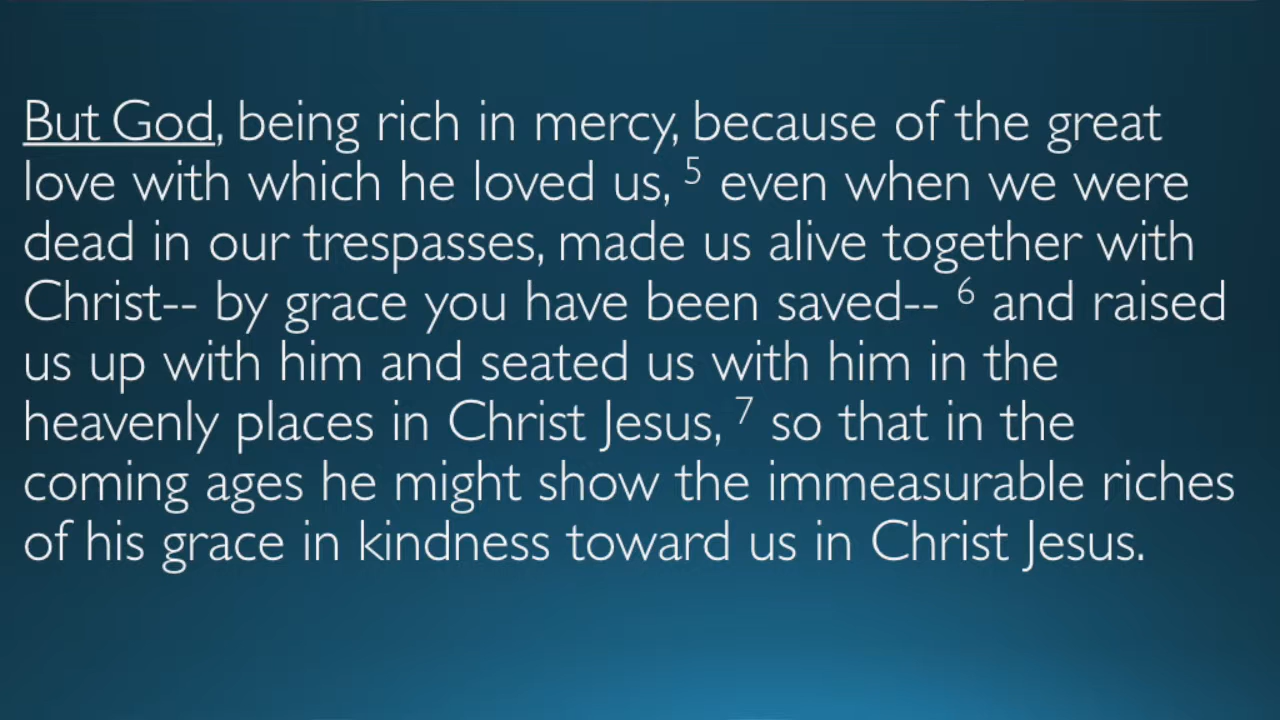 But God, being rich in mercy, because of the great
love with which he loved us, 5 even when we were
dead in our trespasses, made us alive together with
Christ-- by grace you have been saved-- 6 and raised
us up with him and seated us with him in the
heavenly places in Christ Jesus, 7 so that in the
coming ages he might show the immeasurable riches
of his grace in kindness toward us in Christ Jesus.